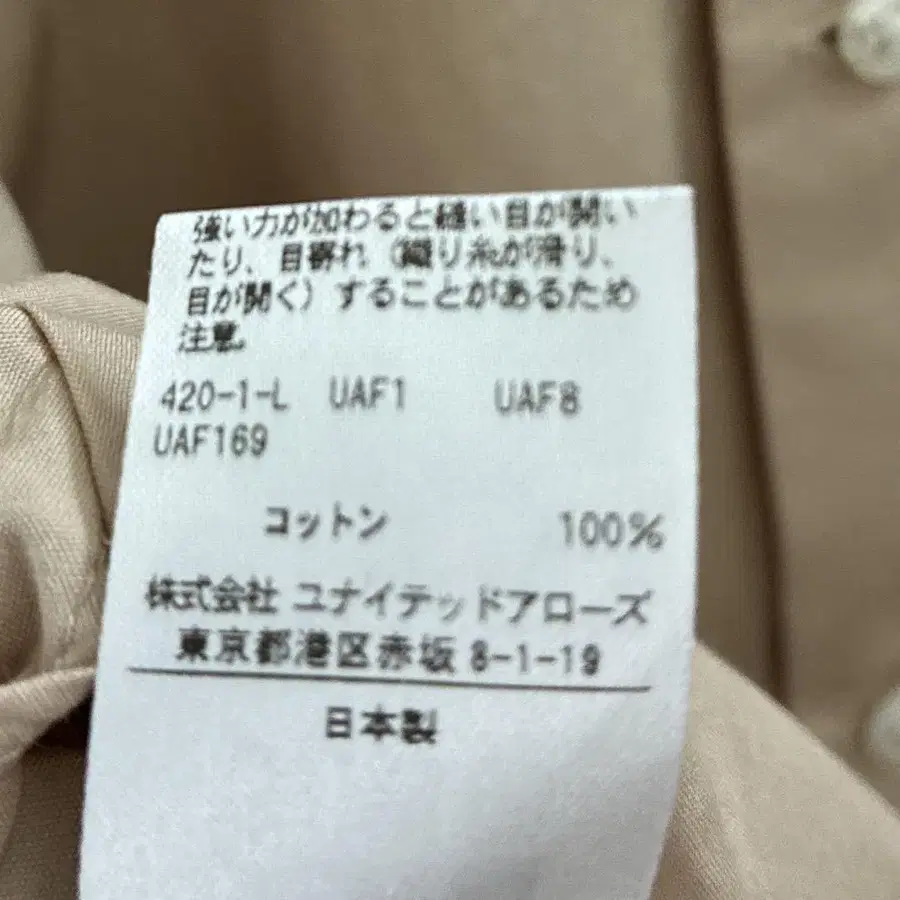 強い力が加わると縫い目が開い
たり、目寄れ（織り糸が滑り、
目が開く）することがあるため
注意。
420-1-L UAF1 UAF8
UAF169
コットン 100%
株式会社 ユナイテッドアローズ
東京都港区赤坂 8-1-19
日本製